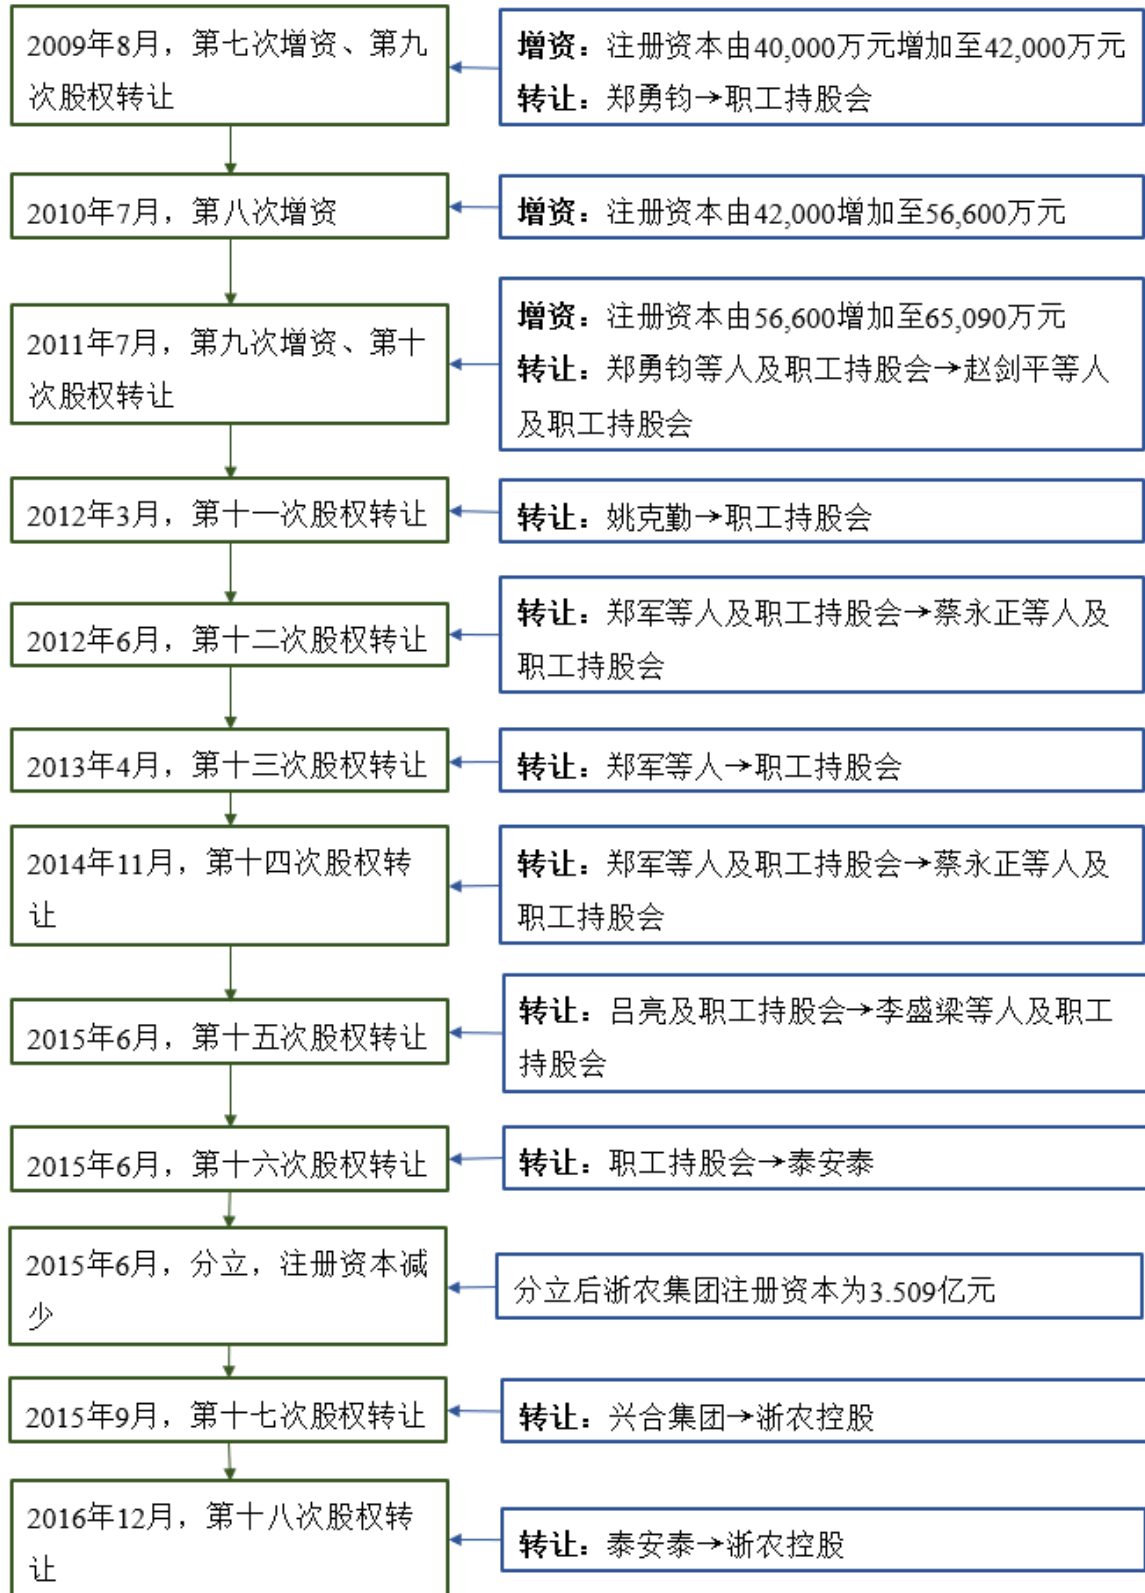 2009年8月，第七次增资、第九
次股权转让
增资：注册资本由40,000万元增加至42,000万元
转让：郑勇钧→职工持股会
2010年7月，第八次增资
增资：注册资本由42,000增加至56,600万元
2011年7月，第九次增资、第十
次股权转让
增资：注册资本由56,600增加至65,090万元
转让：郑勇钧等人及职工持股会→赵剑平等人
及职工持股会
2012年3月，第十一次股权转让
转让：姚克勤→职工持股会
2012年6月，第十二次股权转让
转让：郑军等人及职工持股会→蔡永正等人及
职工持股会
2013年4月，第十三次股权转让
转让：郑军等人→职工持股会
2014年11月，第十四次股权转
让
转让：郑军等人及职工持股会→蔡永正等人及
职工持股会
2015年6月，第十五次股权转让
转让：吕亮及职工持股会→李盛梁等人及职工
持股会
2015年6月，第十六次股权转让
转让：职工持股会→泰安泰
2015年6月，分立，注册资本减
少
分立后浙农集团注册资本为3.509亿元
2015年9月，第十七次股权转让
转让：兴合集团→浙农控股
2016年12月，第十八次股权转
让
转让：泰安泰→浙农控股